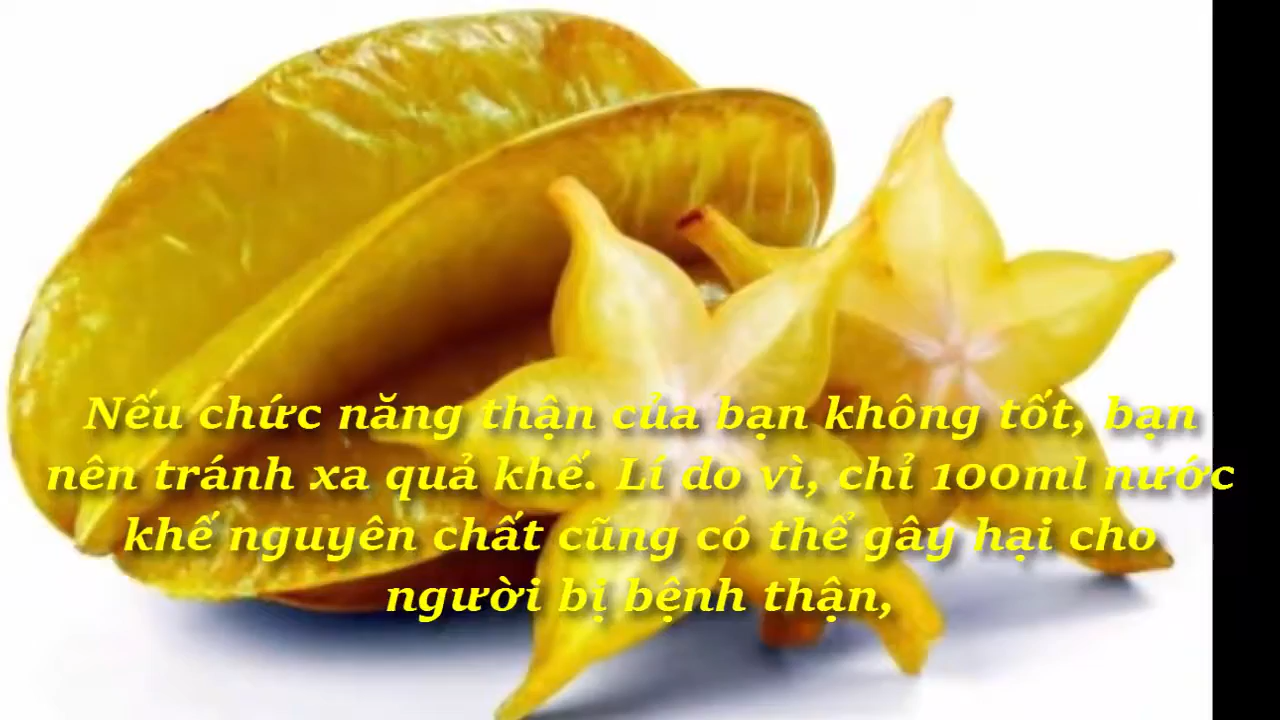 Nếu chức năng thận của bạn không tốt, bạn
nên tránh xa quả khế. Lí do vì, chỉ 100ml nước
khế nguyên chất cũng có thể gây hại cho
người bị bệnh thận,